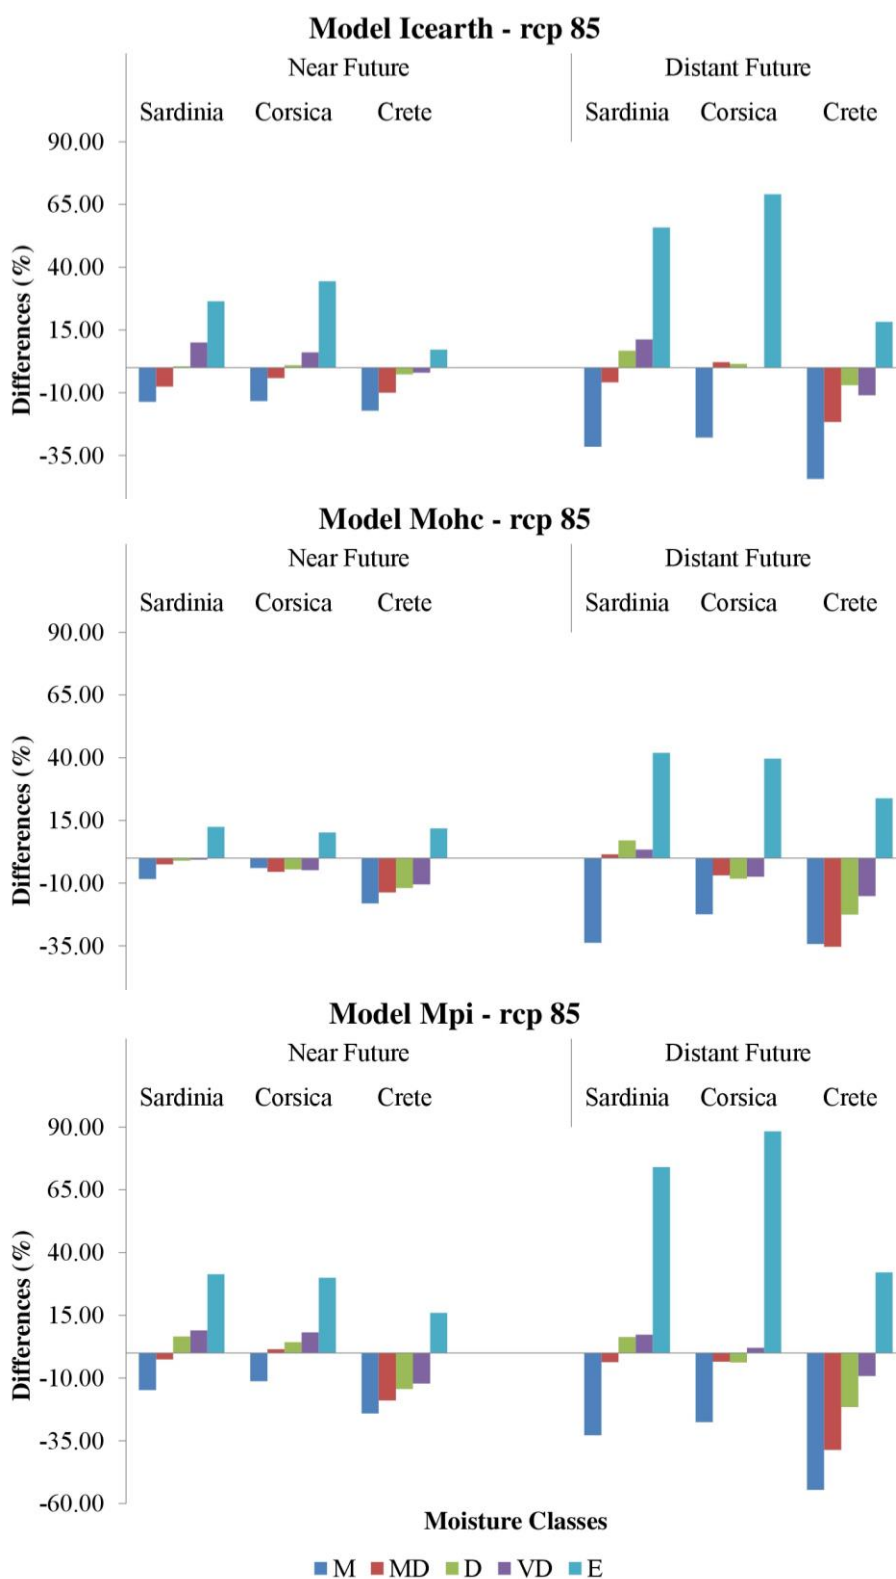 Model Icearth - rcp 85
Near Future Distant Future
Sardinia Corsica Crete Sardinia Corsica Crete
90.00
65.00
40.00
15.00
-10.00
-35.00
Differences (%)
Model Mohc - rcp 85
Near Future Distant Future
Sardinia Corsica Crete Sardinia Corsica Crete
90.00
65.00
40.00
15.00
-10.00
-35.00
Differences (%)
Model Mpi - rcp 85
Near Future Distant Future
Sardinia Corsica Crete Sardinia Corsica Crete
90.00
65.00
40.00
15.00
-10.00
-35.00
-60.00
Differences (%)
Moisture Classes
M MD D VD E